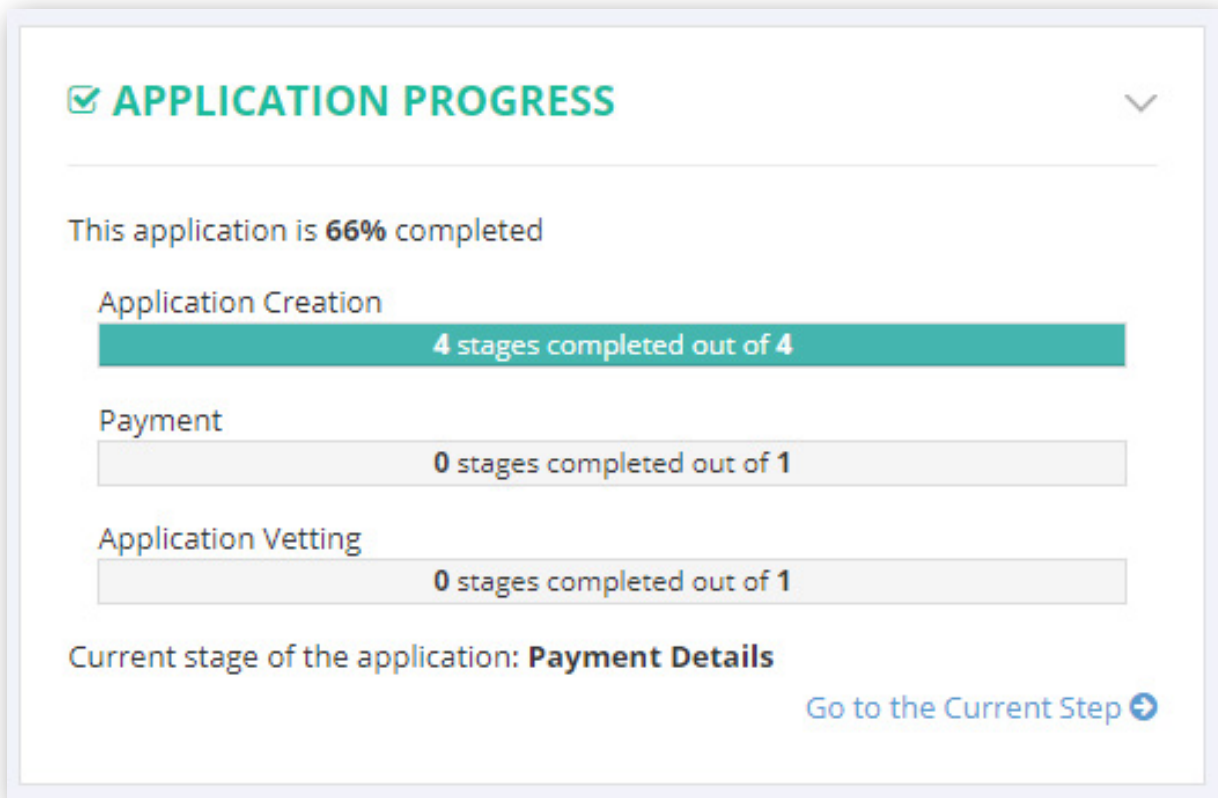 APPLICATION PROGRESS
This application is 66% completed
Application Creation
4 stages completed out of 4
Payment
0 stages completed out of 1
Application Vetting
0 stages completed out of 1
Current stage of the application: Payment Details
Go to the Current Step